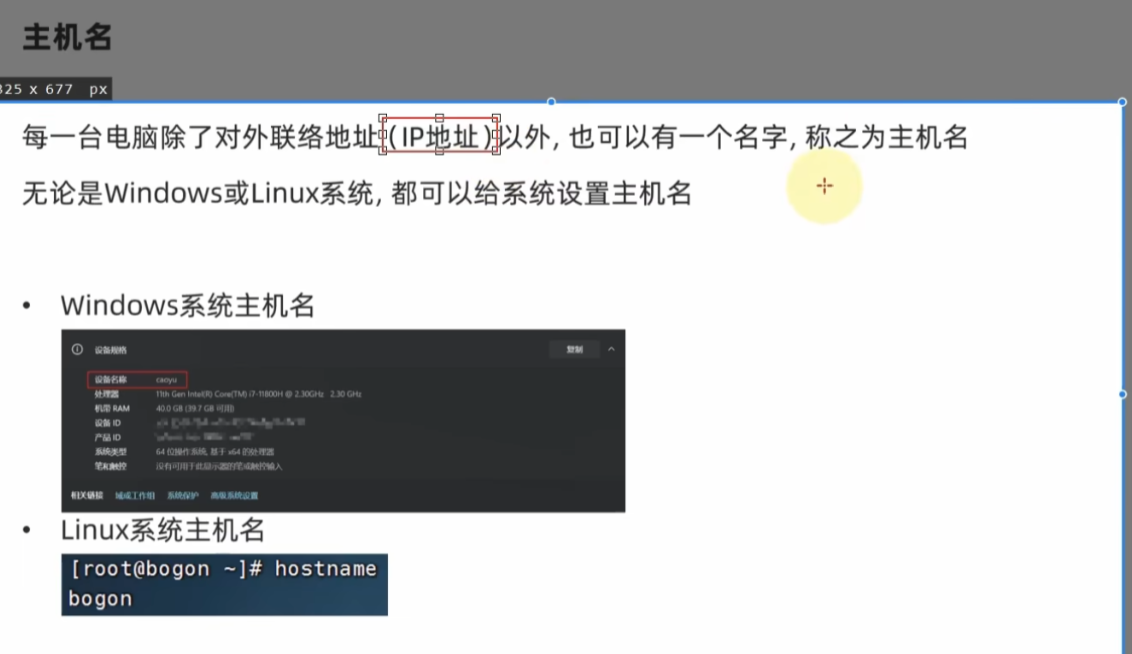 主机名
325 x 677 px
每一台电脑除了对外联络地址（IP地址）以外, 也可以有一个名字, 称之为主机名
无论是Windows或Linux系统, 都可以给系统设置主机名
• Windows系统主机名
设备规格
复制
设备名称 caoyu
处理器 11th Gen Intel(R) Core(TM) i7-11800H @ 2.30GHz 2.30 GHz
机带 RAM 40.0 GB (39.7 GB 可用)
设备 ID
产品 ID
系统类型 64 位操作系统, 基于 x64 的处理器
笔和触控 没有可用于此显示器的笔或触控输入
相关链接 域或工作组 系统保护 高级系统设置
• Linux系统主机名
[root@bogon ~]# hostname
bogon